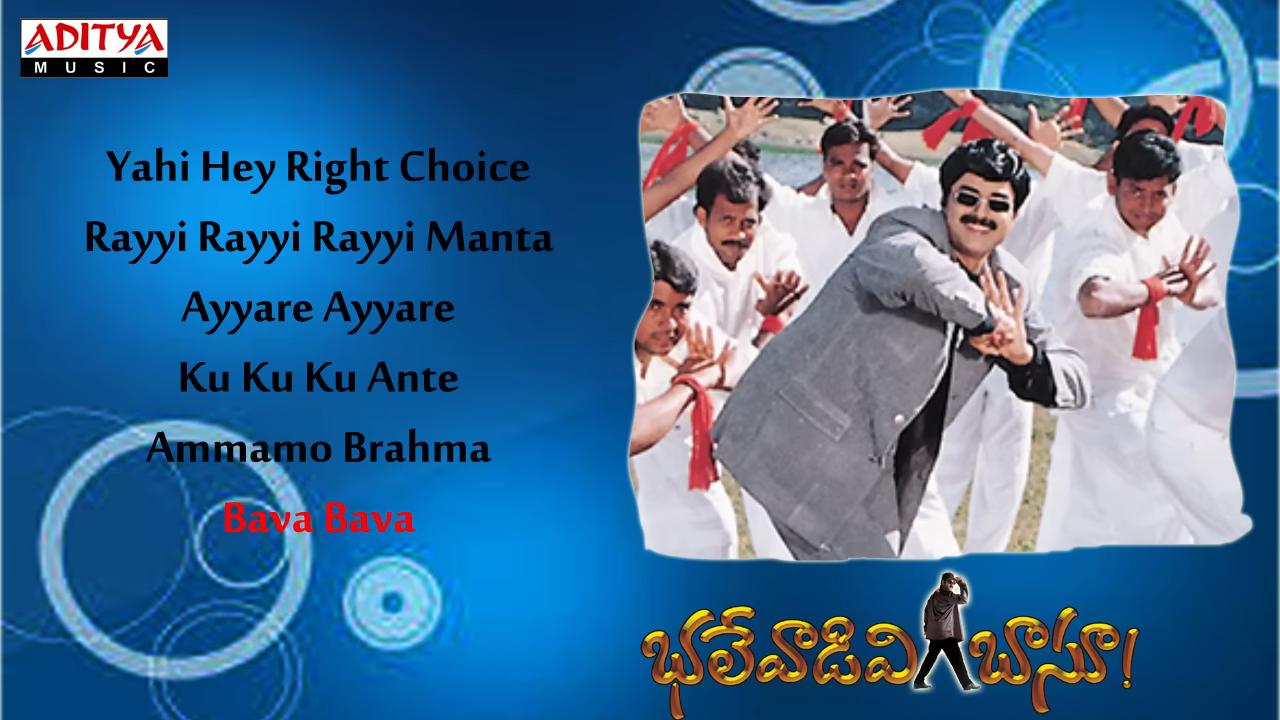 ADITYA
MUSIC
Yahi Hey Right Choice
Rayyi Rayyi Rayyi Manta
Ayyare Ayyare
Ku Ku Ku Ante
Ammamo Brahma
Bava Bava
భలేవాడివి బాసూ!